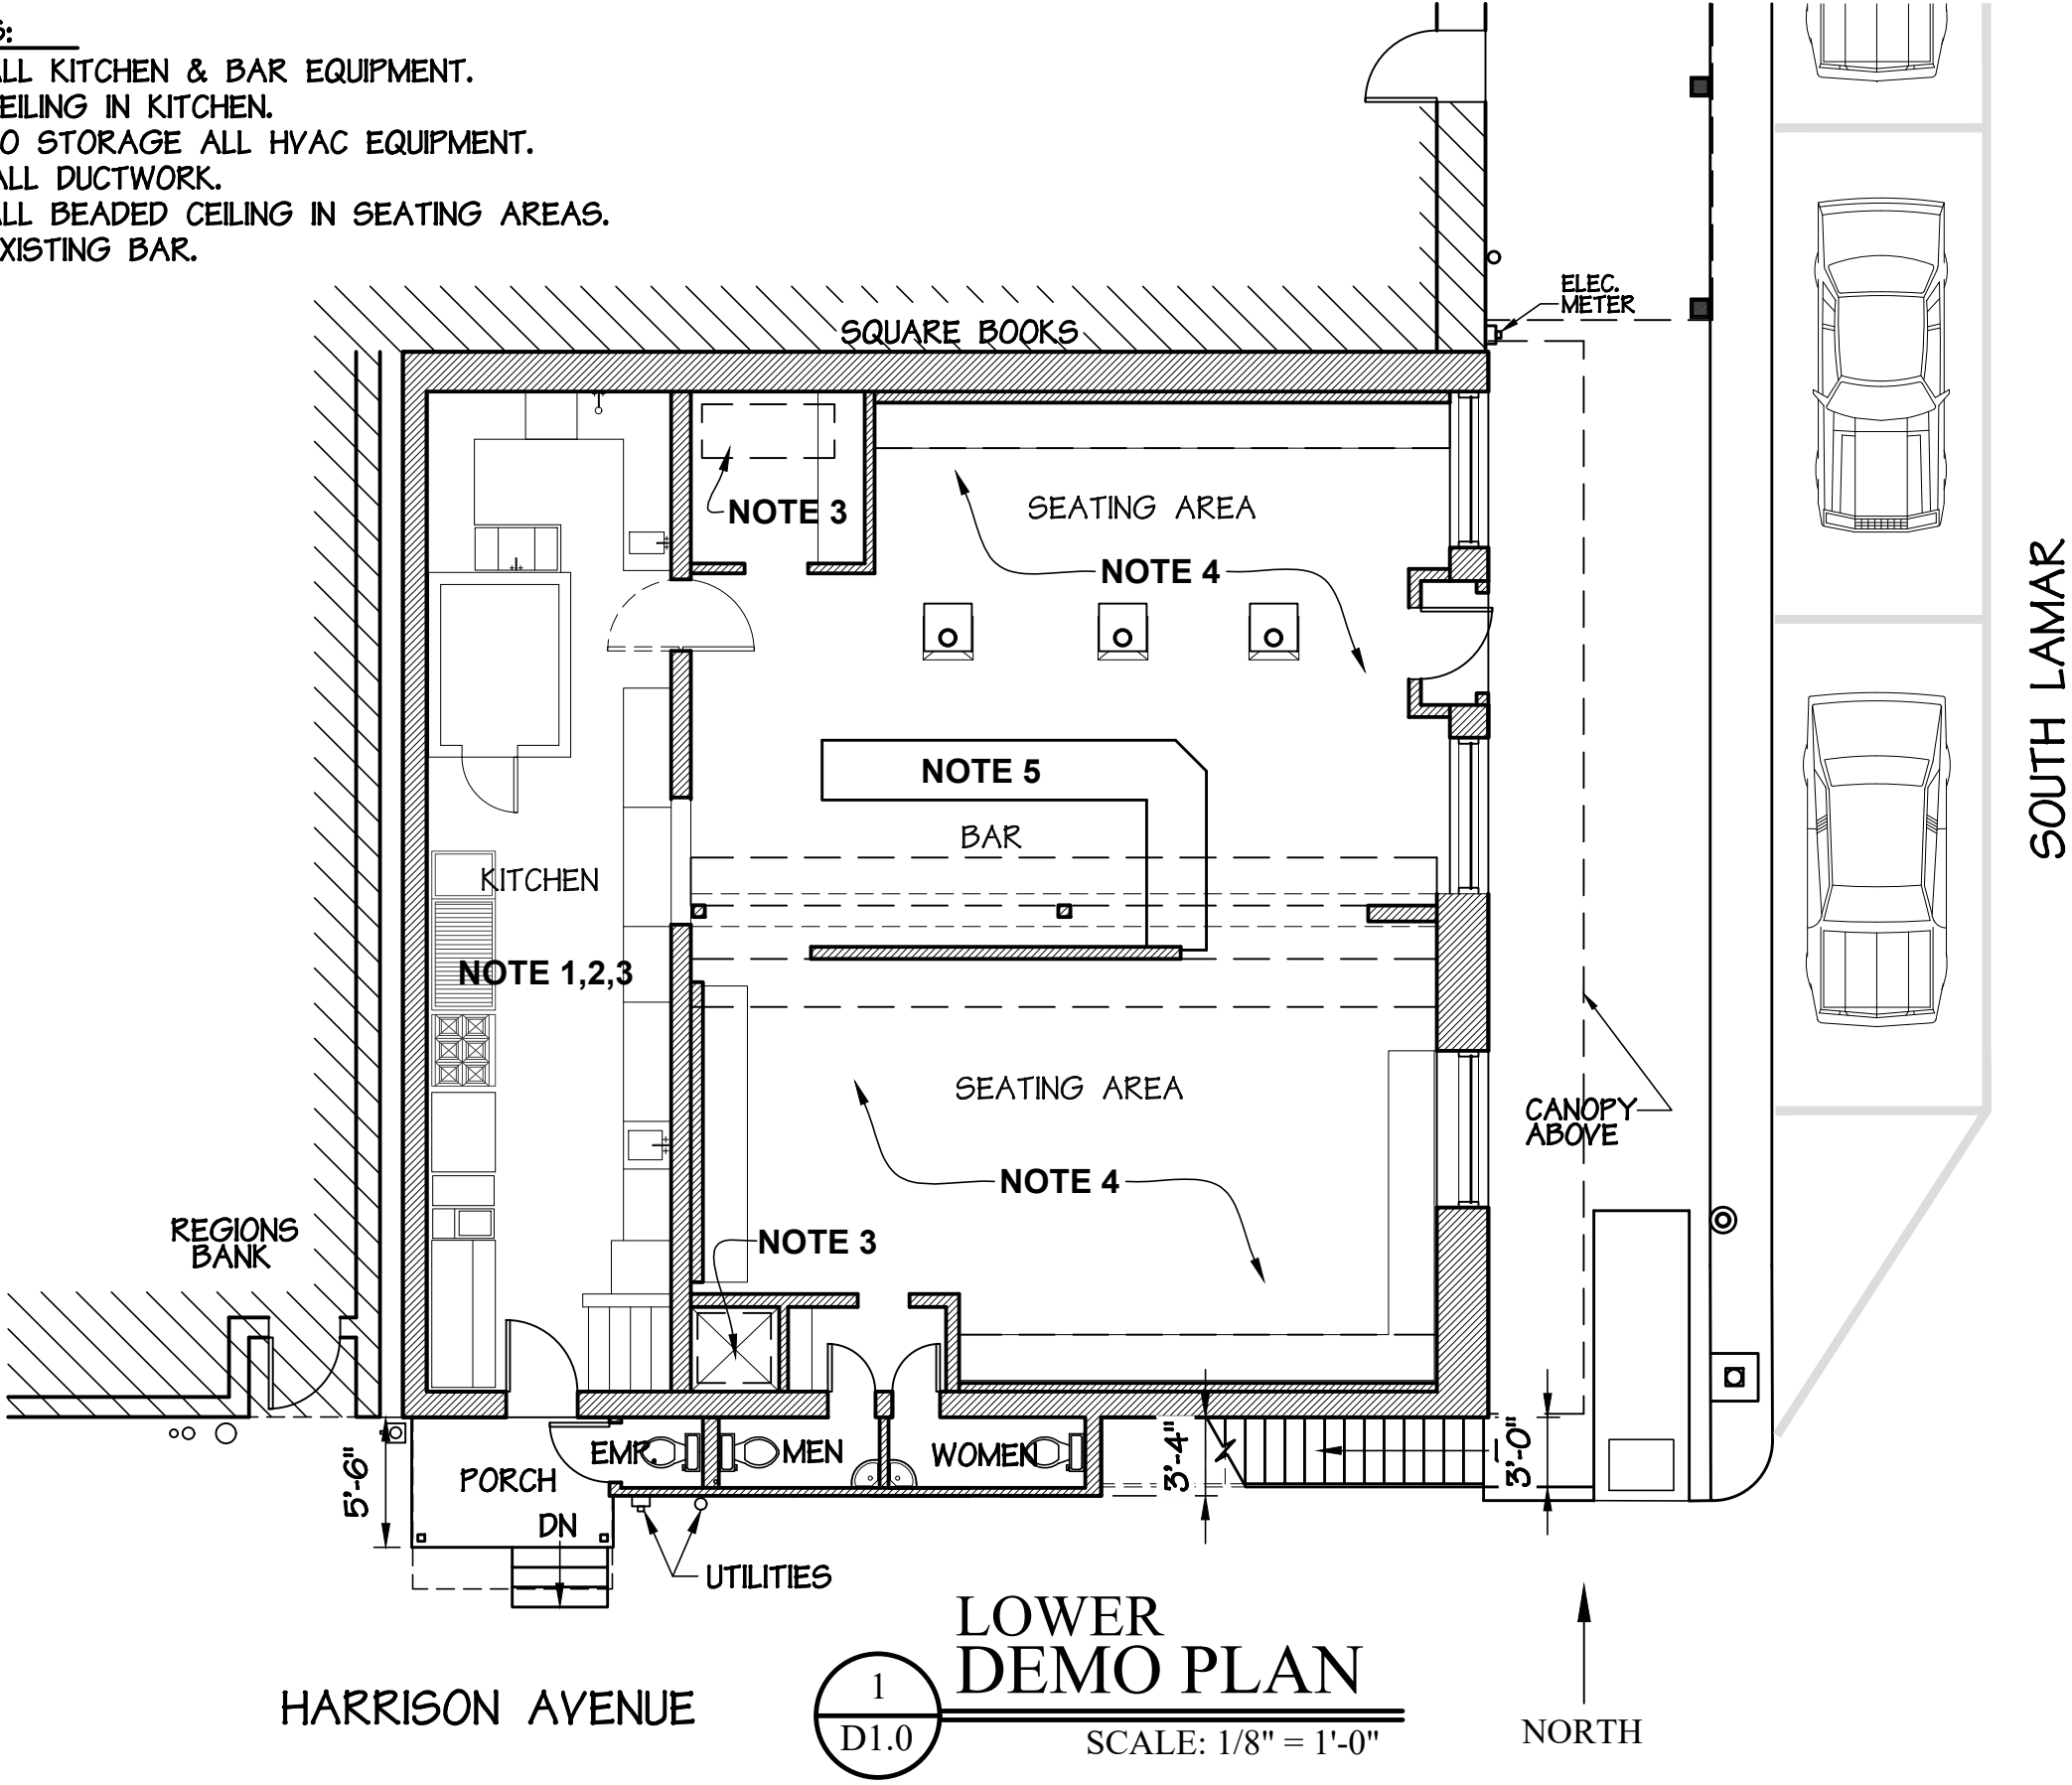 S:
ALL KITCHEN & BAR EQUIPMENT.
EILING IN KITCHEN.
O STORAGE ALL HVAC EQUIPMENT.
ALL DUCTWORK.
ALL BEADED CEILING IN SEATING AREAS.
XISTING BAR.
ELEC.
METER
SQUARE BOOKS
SEATING AREA
NOTE 3
NOTE 4
SOUTH LAMAR
NOTE 5
BAR
KITCHEN
NOTE 1,2,3
SEATING AREA
CANOPY
ABOVE
NOTE 4
REGIONS
BANK
NOTE 3
EMP.
MEN
WOMEN
3'-4"
3'-0"
5'-6"
PORCH
DN
UTILITIES
LOWER
DEMO PLAN
1
D1.0
SCALE: 1/8" = 1'-0"
HARRISON AVENUE
NORTH